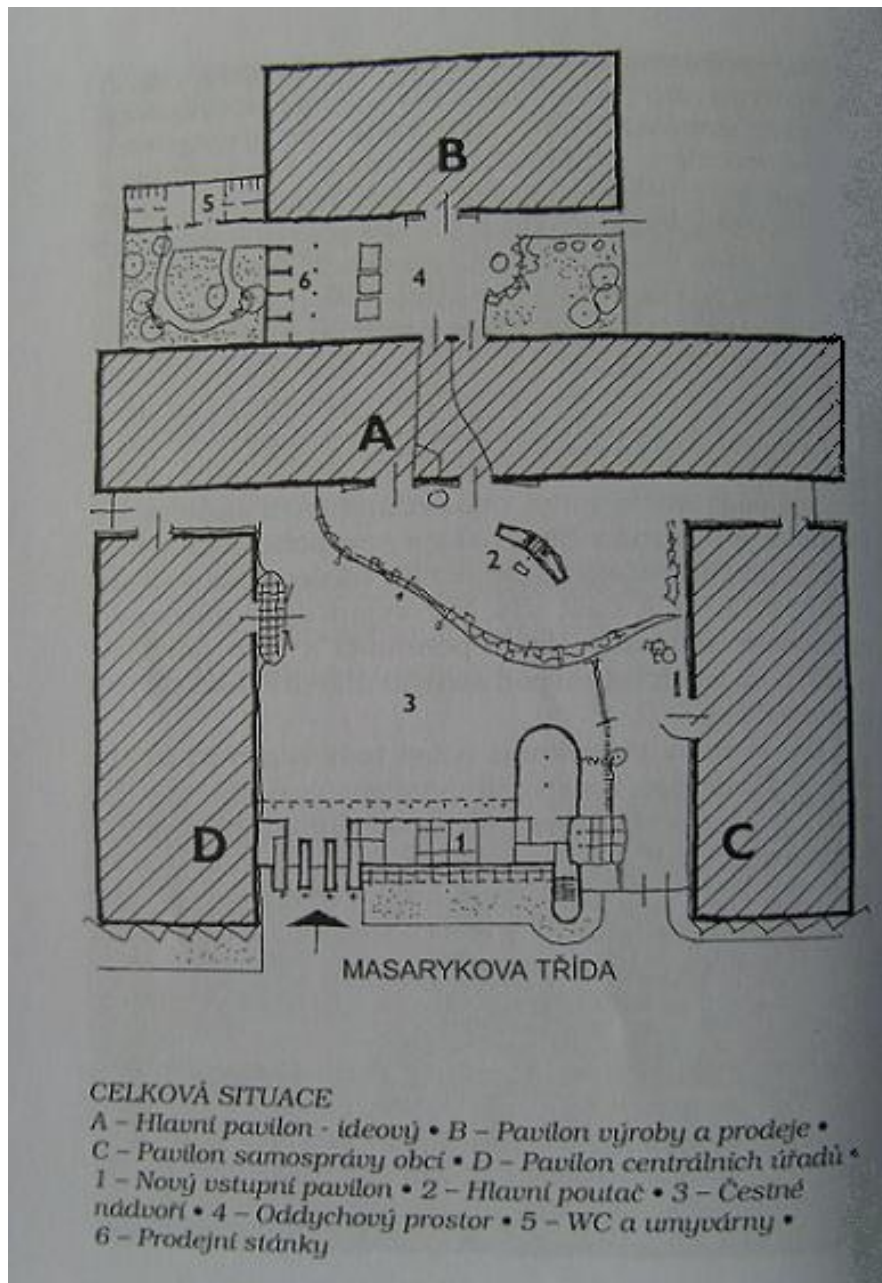 B
5
6
4
A
2
3
D
1
C
MASARYKOVA TŘÍDA
CELKOVÁ SITUACE
A – Hlavní pavilon - ideový • B – Pavilon výroby a prodeje •
C – Pavilon samosprávy obcí • D – Pavilon centrálních úřadů •
1 – Nový vstupní pavilon • 2 – Hlavní poutač • 3 – Čestné
nádvoří • 4 – Oddychový prostor • 5 – WC a umyvárny •
6 – Prodejní stánky